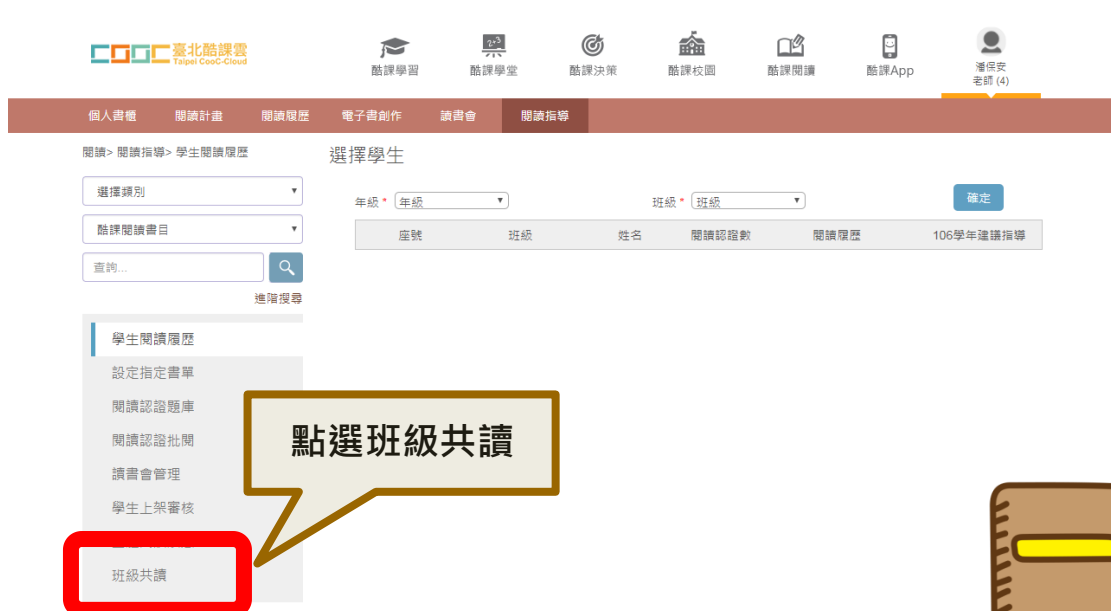 臺北酷課雲
Taipei CooC-Cloud
酷課學習
酷課學堂
酷課決策
酷課校園
酷課閱讀
酷課App
潘保安
老師 (4)
個人書櫃
閱讀計畫
閱讀履歷
電子書創作
讀書會
閱讀指導
閱讀> 閱讀指導> 學生閱讀履歷
選擇類別
酷課閱讀書目
查詢...
進階搜尋
學生閱讀履歷
設定指定書單
閱讀認證題庫
閱讀認證批閱
讀書會管理
學生上架審核
班級共讀
選擇學生
年級 * 年級
班級 * 班級
確定
座號 班級 姓名 閱讀認證數 閱讀履歷 106學年建議指導
點選班級共讀